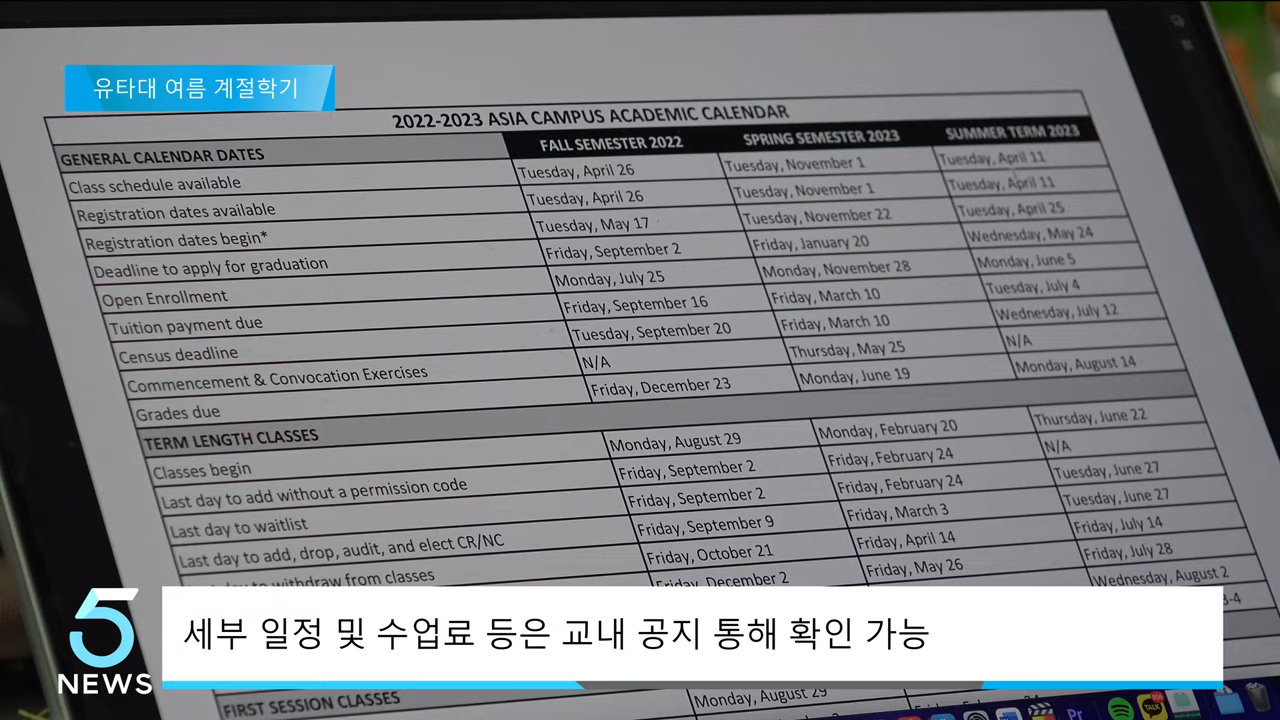 유타대 여름 계절학기
2022-2023 ASIA CAMPUS ACADEMIC CALENDAR
GENERAL CALENDAR DATES FALL SEMESTER 2022 SPRING SEMESTER 2023 SUMMER TERM 2023
Class schedule available Tuesday, April 26 Tuesday, November 1 Tuesday, April 11
Registration dates available Tuesday, April 26 Tuesday, November 1 Tuesday, April 11
Registration dates begin* Tuesday, May 17 Tuesday, November 22 Tuesday, April 25
Deadline to apply for graduation Friday, September 2 Friday, January 20 Wednesday, May 24
Open Enrollment Monday, July 25 Monday, November 28 Monday, June 5
Tuition payment due Friday, September 16 Friday, March 10 Tuesday, July 4
Census deadline Tuesday, September 20 Friday, March 10 Wednesday, July 12
Commencement & Convocation Exercises N/A Thursday, May 25 N/A
Grades due Friday, December 23 Monday, June 19 Monday, August 14
TERM LENGTH CLASSES
Classes begin Monday, August 29 Monday, February 20 Thursday, June 22
Last day to add without a permission code Friday, September 2 Friday, February 24 N/A
Last day to waitlist Friday, September 2 Friday, February 24 Tuesday, June 27
Last day to add, drop, audit, and elect CR/NC Friday, September 9 Friday, March 3 Tuesday, June 27
day to withdraw from classes Friday, October 21 Friday, April 14 Friday, July 14
Friday, December 2 Friday, May 26 Friday, July 28
Wednesday, August 2
3-4
5
NEWS
세부 일정 및 수업료 등은 교내 공지 통해 확인 가능
FIRST SESSION CLASSES Monday, August 29
TALK
Pr